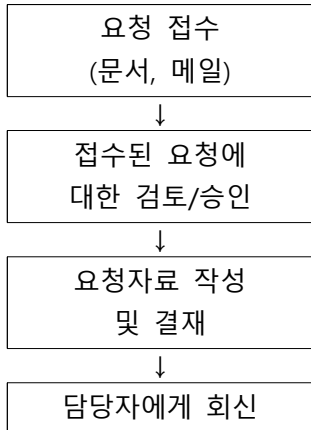 요청 접수
(문서, 메일)
↓
접수된 요청에
대한 검토/승인
↓
요청자료 작성
및 결재
↓
담당자에게 회신